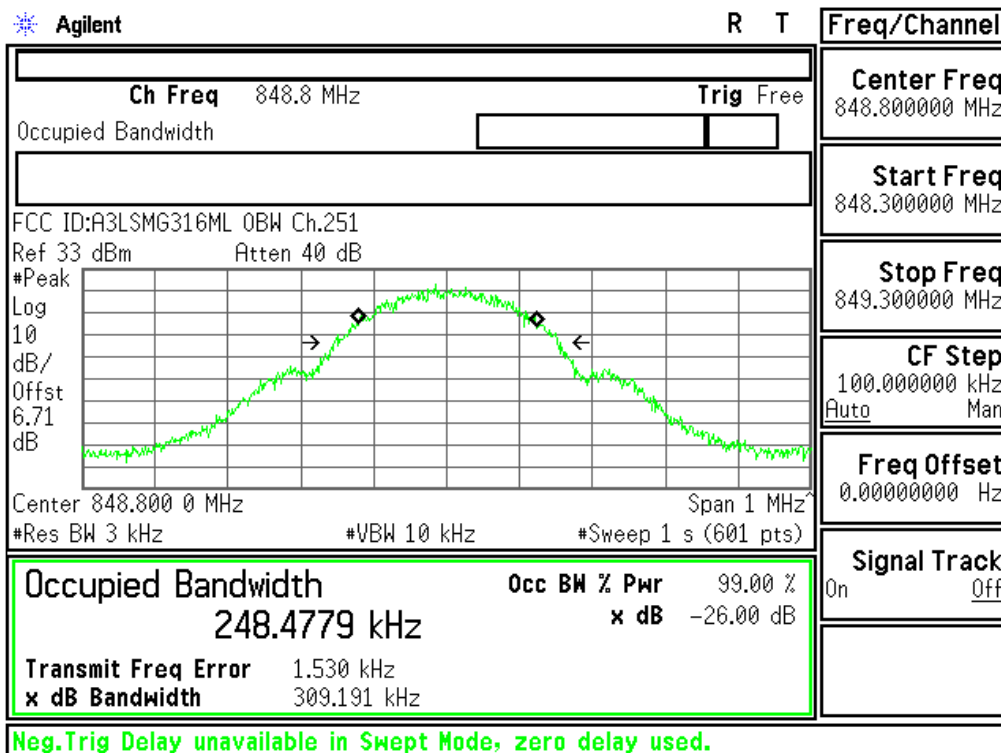 Agilent
R T
Freq/Channel
Ch Freq 848.8 MHz
Trig Free
Occupied Bandwidth
Center Freq
848.800000 MHz
Start Freq
848.300000 MHz
Stop Freq
849.300000 MHz
CF Step
100.000000 kHz
Auto Man
Freq Offset
0.00000000 Hz
Signal Track
On Off
FCC ID:A3LSMG316ML OBW Ch.251
Ref 33 dBm Atten 40 dB
#Peak
Log
10
dB/
Offst
6.71
dB
Center 848.800 0 MHz Span 1 MHz^
#Res BW 3 kHz #VBW 10 kHz #Sweep 1 s (601 pts)
Occupied Bandwidth
248.4779 kHz
Occ BW % Pwr 99.00 %
x dB -26.00 dB
Transmit Freq Error 1.530 kHz
x dB Bandwidth 309.191 kHz
Neg.Trig Delay unavailable in Swept Mode, zero delay used.